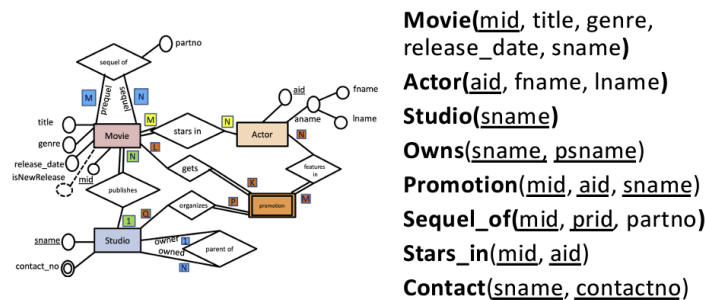 partno
sequel of
M
N
prequel
sequel
title
genre
release_date
isNewRelease
mid
Movie
M
stars in
N
Actor
aid
aname
fname
lname
N
L
gets
K
features in
M
N
publishes
1
Q
organizes
P
promotion
sname
contact_no
Studio
owner
1
owned
N
parent of
Movie(mid, title, genre,
release_date, sname)
Actor(aid, fname, lname)
Studio(sname)
Owns(sname, psname)
Promotion(mid, aid, sname)
Sequel_of(mid, prid, partno)
Stars_in(mid, aid)
Contact(sname, contactno)